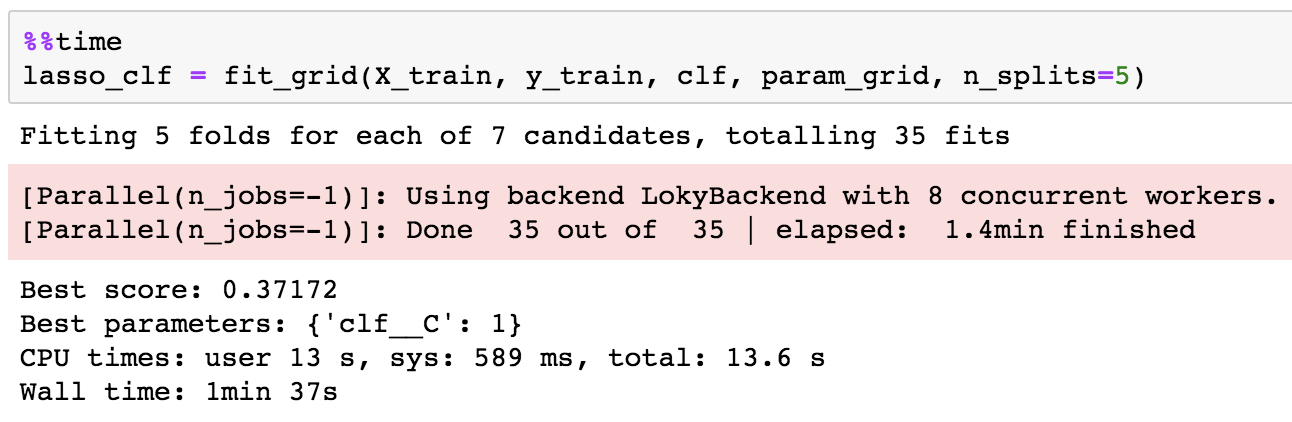 %%time
lasso_clf = fit_grid(X_train, y_train, clf, param_grid, n_splits=5)
Fitting 5 folds for each of 7 candidates, totalling 35 fits
[Parallel(n_jobs=-1)]: Using backend LokyBackend with 8 concurrent workers.
[Parallel(n_jobs=-1)]: Done  35 out of  35 | elapsed:  1.4min finished
Best score: 0.37172
Best parameters: {'clf__C': 1}
CPU times: user 13 s, sys: 589 ms, total: 13.6 s
Wall time: 1min 37s